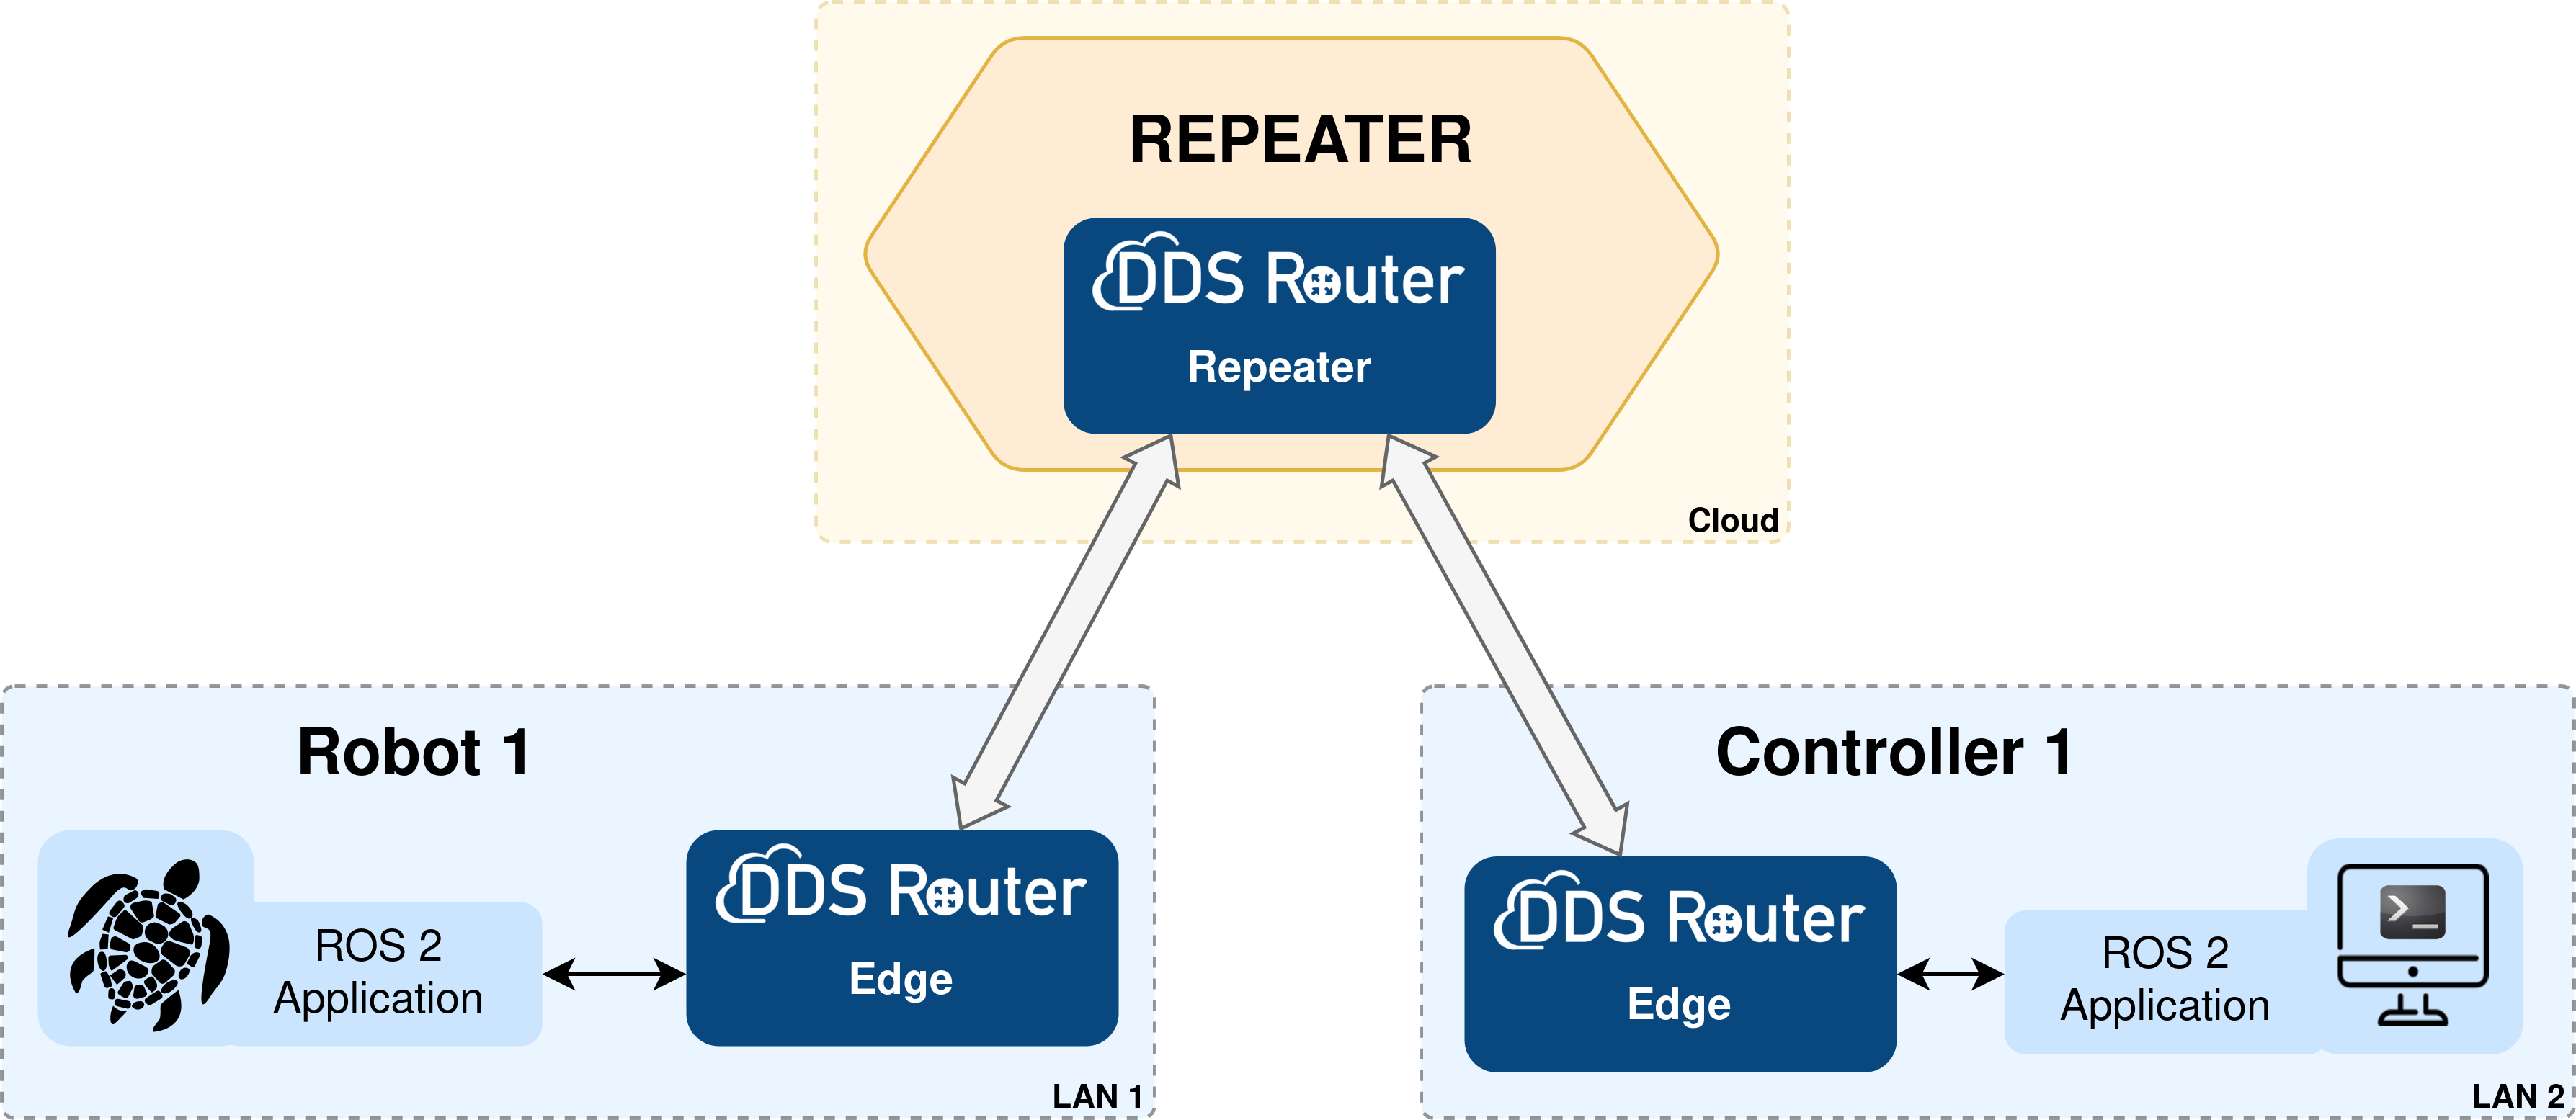 REPEATER
DDS Router
Repeater
Cloud
Robot 1
ROS 2
Application
DDS Router
Edge
LAN 1
Controller 1
DDS Router
Edge
ROS 2
Application
>_
LAN 2